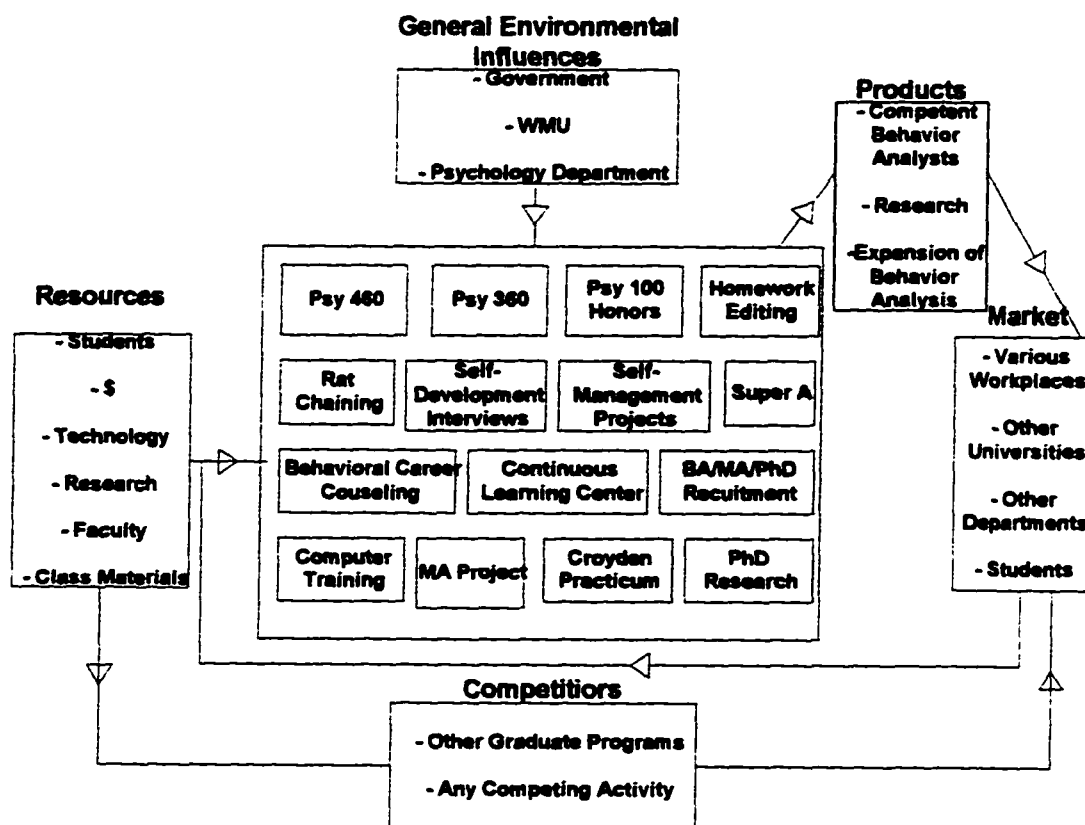 General Environmental
Influences
- Government
- WMU
- Psychology Department
Products
- Competent
Behavior
Analysts
- Research
-Expansion of
Behavior
Analysis
Resources
- Students
- $
- Technology
- Research
- Faculty
- Class Materials
Psy 460
Psy 360
Psy 100
Honors
Homework
Editing
Rat
Chaining
Self-
Development
Interviews
Self-
Management
Projects
Super A
Behavioral Career
Couseling
Continuous
Learning Center
BA/MA/PhD
Recuitment
Computer
Training
MA Project
Croyden
Practicum
PhD
Research
Market
- Various
Workplaces
- Other
Universities
- Other
Departments
- Students
Competitiors
- Other Graduate Programs
- Any Competing Activity